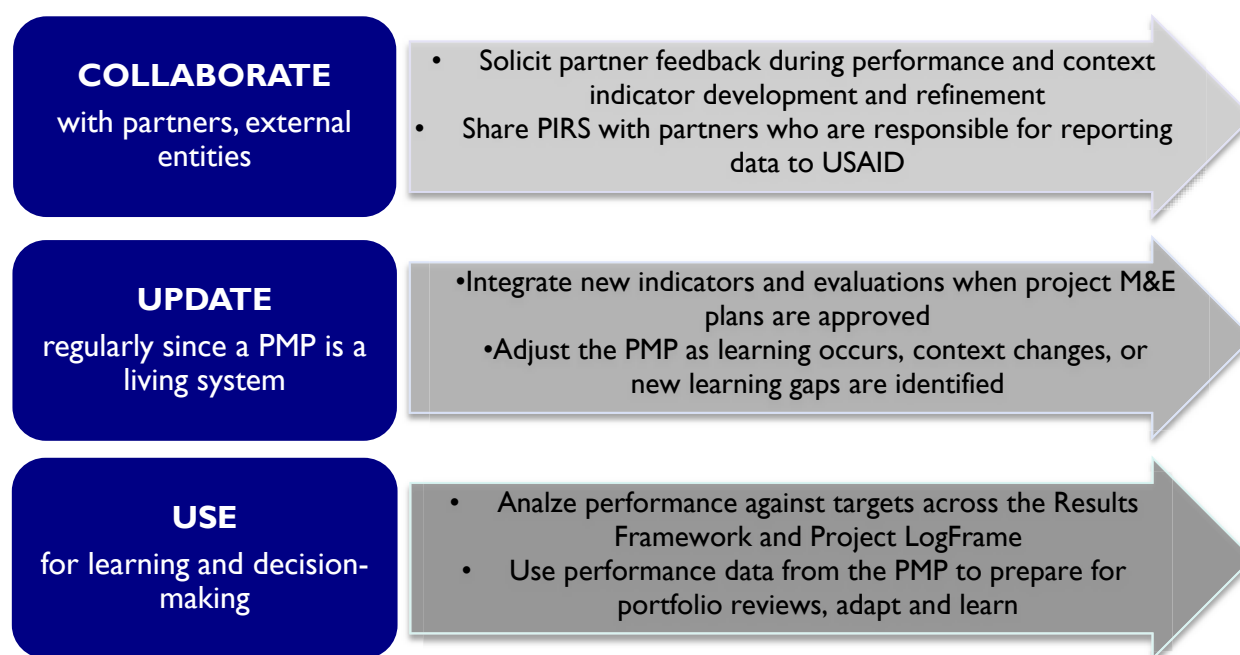 COLLABORATE
with partners, external
entities
• Solicit partner feedback during performance and context
indicator development and refinement
• Share PIRS with partners who are responsible for reporting
data to USAID
UPDATE
regularly since a PMP is a
living system
•Integrate new indicators and evaluations when project M&E
plans are approved
•Adjust the PMP as learning occurs, context changes, or
new learning gaps are identified
USE
for learning and decision-
making
• Analze performance against targets across the Results
Framework and Project LogFrame
• Use performance data from the PMP to prepare for
portfolio reviews, adapt and learn